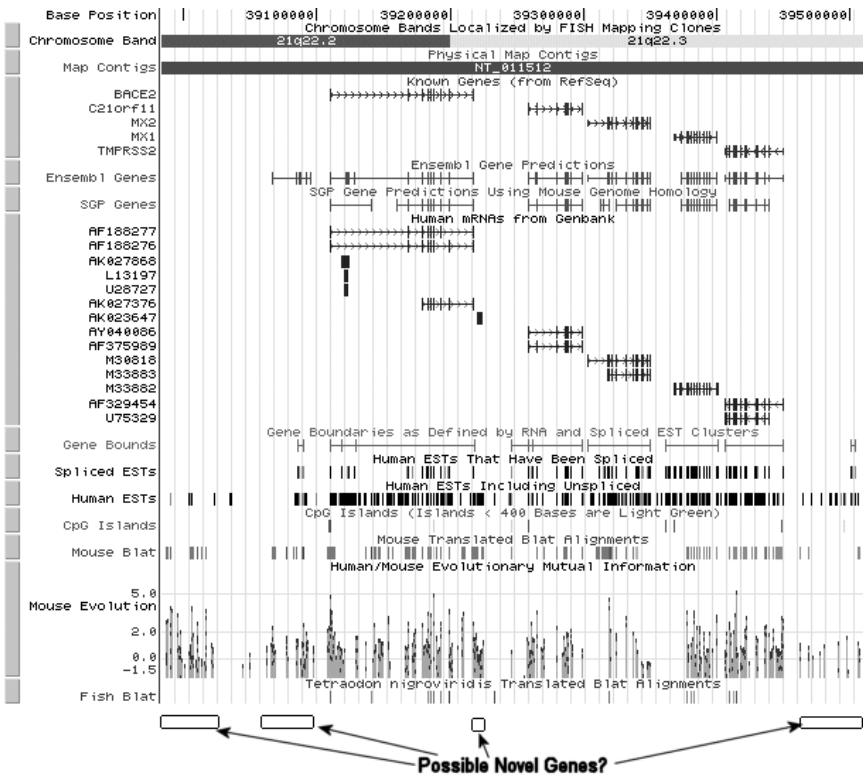 Base Position 39100000 39200000 39300000 39400000 39500000
Chromosome Bands Localized by FISH Mapping Clones
Chromosome Band 21q22.2 21q22.3
Physical Map Contigs
Map Contigs NT_011512
Known Genes (from RefSeq)
BACE2
C21orf11
MX2
MX1
TMPRSS2
Ensembl Gene Predictions
Ensembl Genes
SGP Gene Predictions Using Mouse Genome Homology
SGP Genes
Human mRNAs from Genbank
AF188277
AF188276
AK027868
L13197
U28727
AK027376
AK023647
AY040086
AF375989
M30818
M33883
M33882
AF329454
U75329
Gene Boundaries as Defined by RNA and Spliced EST Clusters
Gene Bounds
Human ESTs That Have Been Spliced
Spliced ESTs
Human ESTs Including Unspliced
Human ESTs
CpG Islands (Islands < 400 Bases are Light Green)
CpG Islands
Mouse Translated Blat Alignments
Mouse Blat
Human/Mouse Evolutionary Mutual Information
5.0
Mouse Evolution
2.0
0.0
-1.5
Tetraodon nigroviridis Translated Blat Alignments
Fish Blat
Possible Novel Genes?